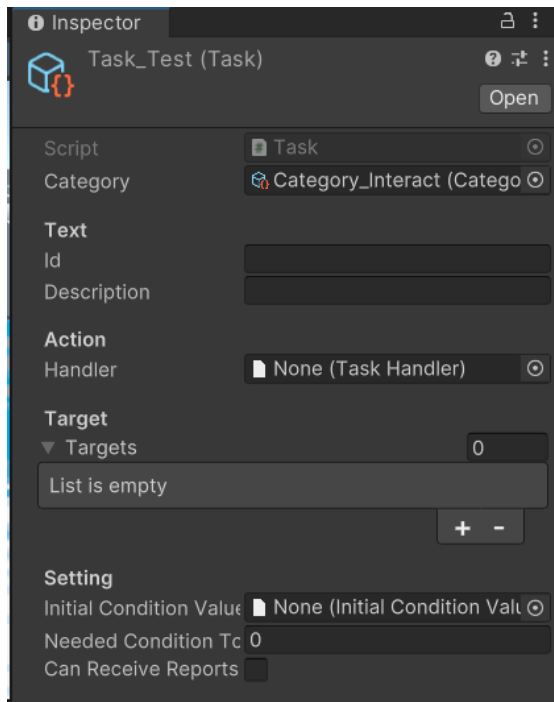 Inspector
Task_Test (Task)
Open
Script Task
Category Category_Interact (Catego
Text
Id
Description
Action
Handler None (Task Handler)
Target
Targets 0
List is empty
+ -
Setting
Initial Condition Value None (Initial Condition Valu
Needed Condition To 0
Can Receive Reports